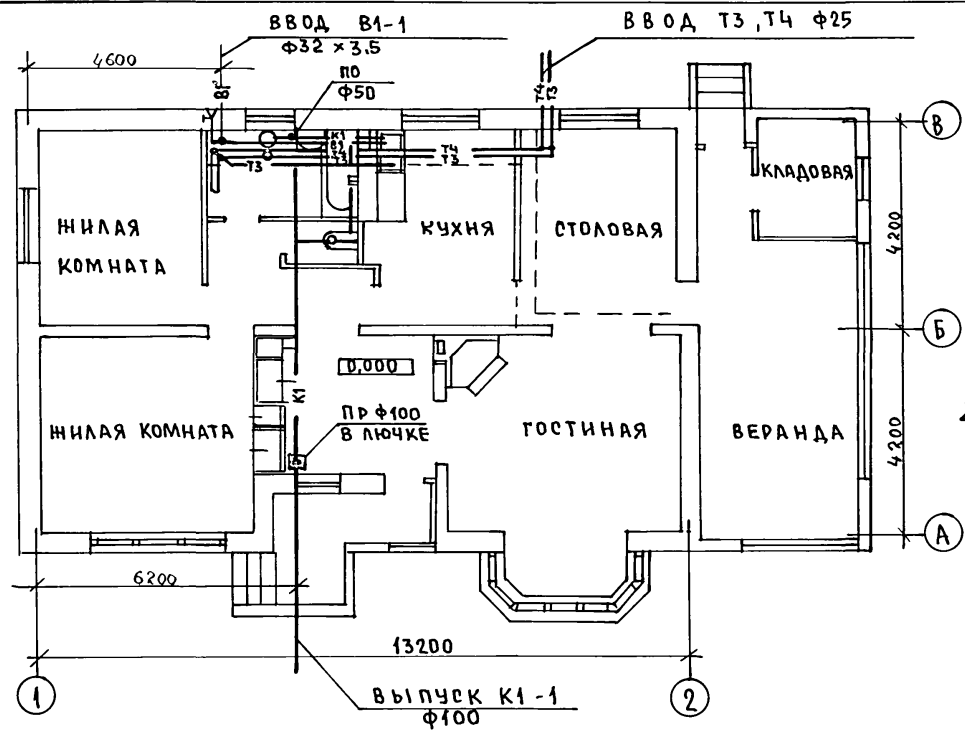 ВВОД В1-1
Ф32 × 3.5
ВВОД Т3, Т4 Ф25
4600
ПО
Ф50
В1
Т4
Т3
К1
В1
Т4
Т3
Т4
Т3
Т3
В
КЛАДОВАЯ
ЖИЛАЯ
КОМНАТА
КУХНЯ
СТОЛОВАЯ
4200
Б
0,000
К1
ПР Ф100
В ЛЮЧКЕ
ЖИЛАЯ КОМНАТА
ГОСТИНАЯ
ВЕРАНДА
4200
А
6200
13200
1
2
ВЫПУСК К1-1
Ф100